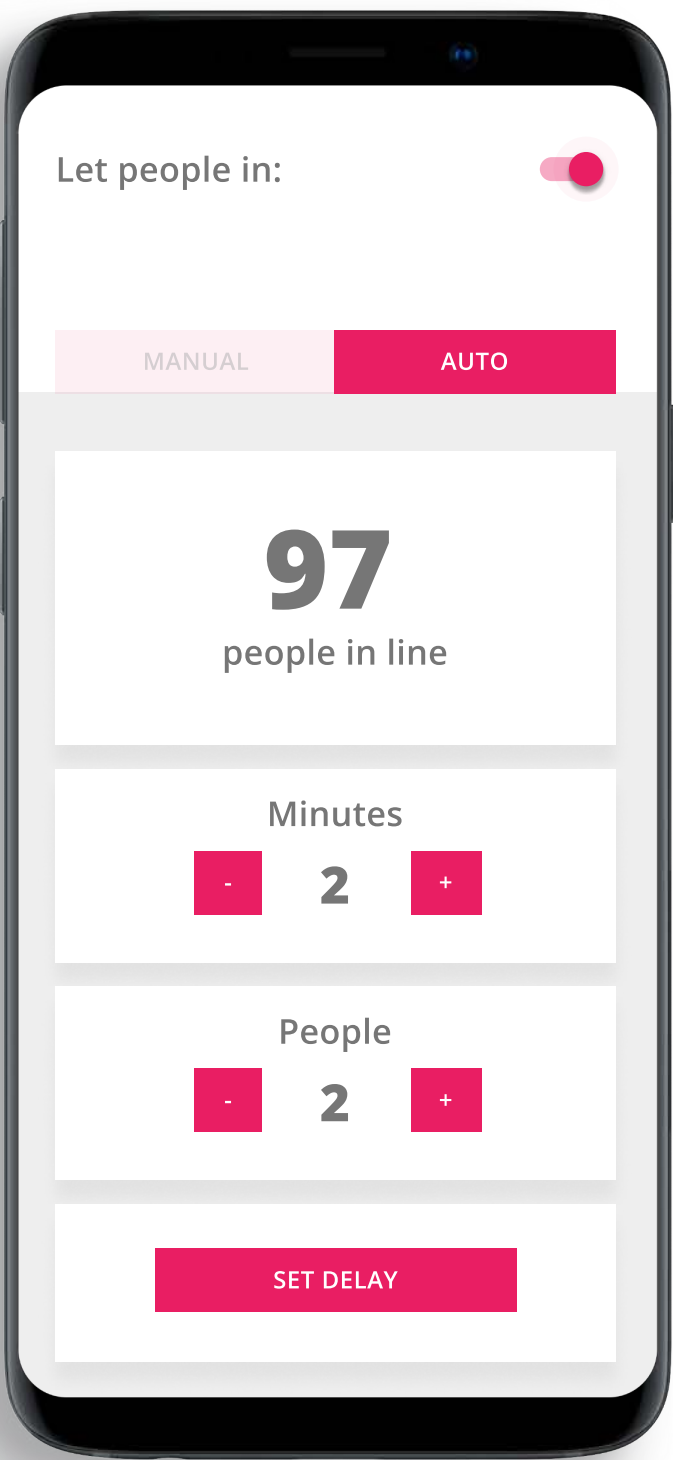 Let people in:
MANUAL AUTO
97
people in line
Minutes
- 2 +
People
- 2 +
SET DELAY